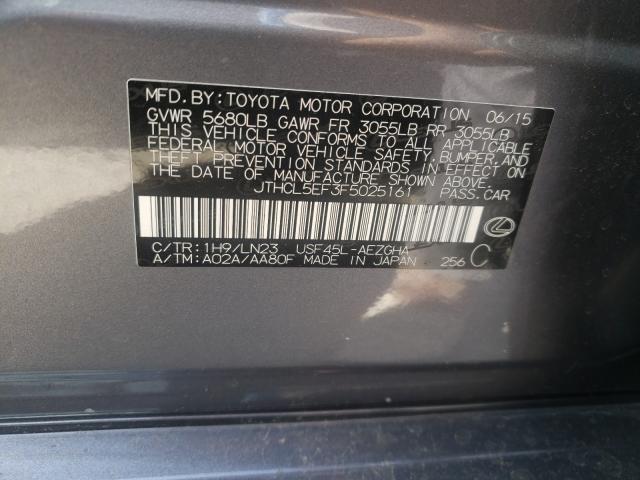 MFD. BY: TOYOTA MOTOR CORPORATION 06/15
GVWR 5680LB GAWR FR 3055LB RR 3055LB
THIS VEHICLE CONFORMS TO ALL APPLICABLE
FEDERAL MOTOR VEHICLE SAFETY, BUMPER, AND
THEFT PREVENTION STANDARDS IN EFFECT ON
THE DATE OF MANUFACTURE SHOWN ABOVE.
JTHCL5EF3F5025161 PASS. CAR
C/TR: 1H9/LN23 USF45L-AEZGHA
A/TM: A02A/AA80F MADE IN JAPAN 256 C